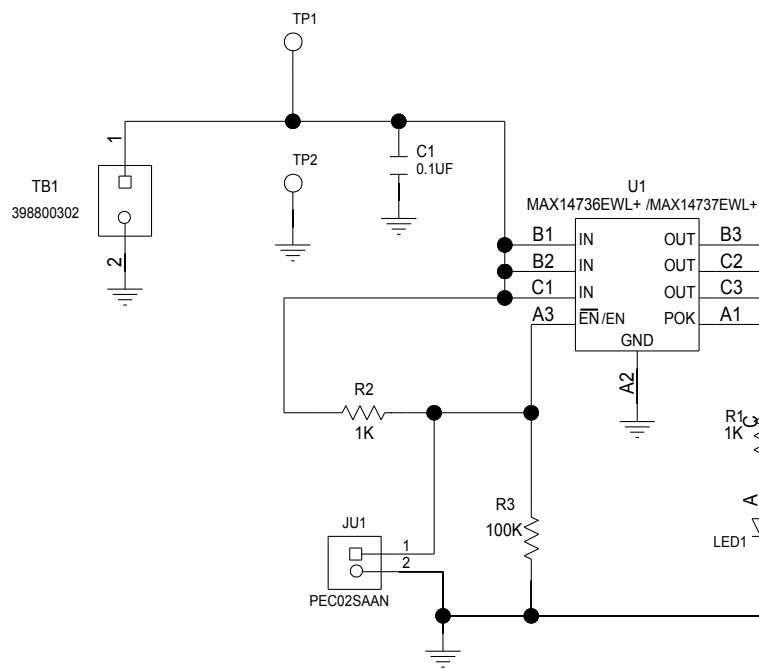 TP1
1
C1
0.1UF
TP2
TB1
398800302
2
U1
MAX14736EWL+ /MAX14737EWL+
B1 IN OUT B3
B2 IN OUT C2
C1 IN OUT C3
A3 EN/EN POK A1
GND
A2
R2
1K
R1
1K
C
A
R3
100K
LED1
JU1
1
2
PEC02SAAN